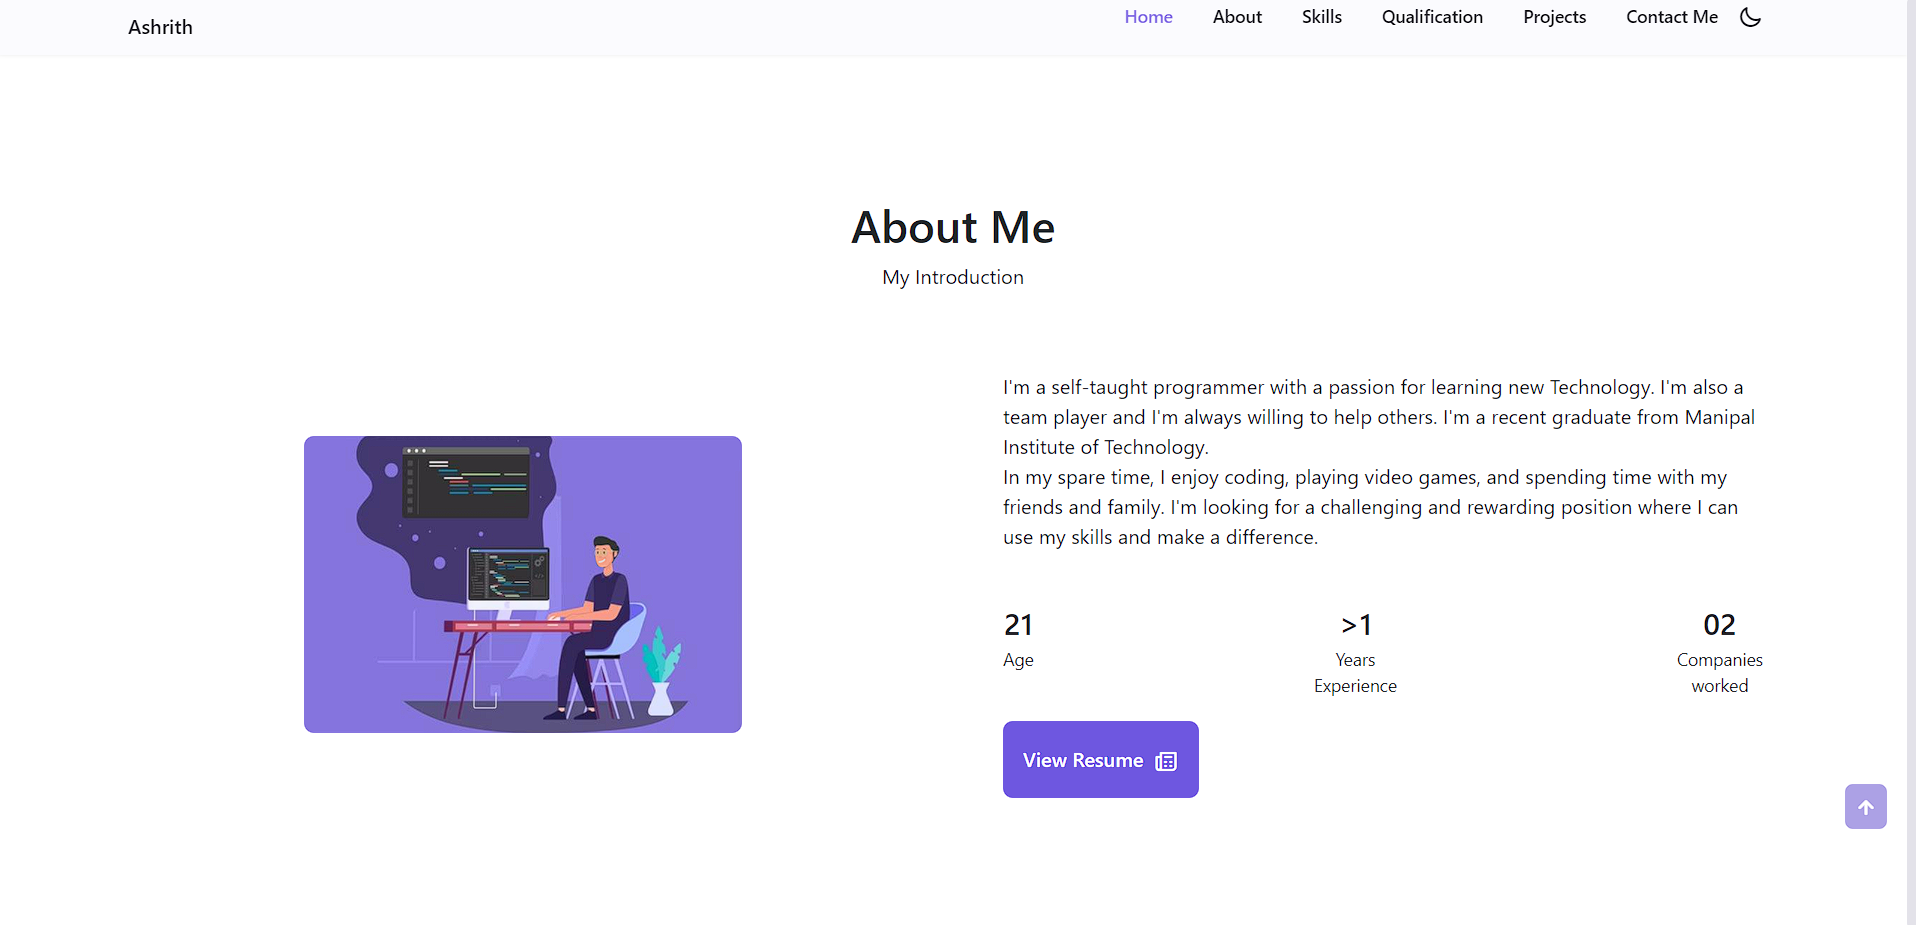 Ashrith
Home About Skills Qualification Projects Contact Me
About Me
My Introduction
I'm a self-taught programmer with a passion for learning new Technology. I'm also a
team player and I'm always willing to help others. I'm a recent graduate from Manipal
Institute of Technology.
In my spare time, I enjoy coding, playing video games, and spending time with my
friends and family. I'm looking for a challenging and rewarding position where I can
use my skills and make a difference.
21
Age
>1
Years
Experience
02
Companies
worked
View Resume